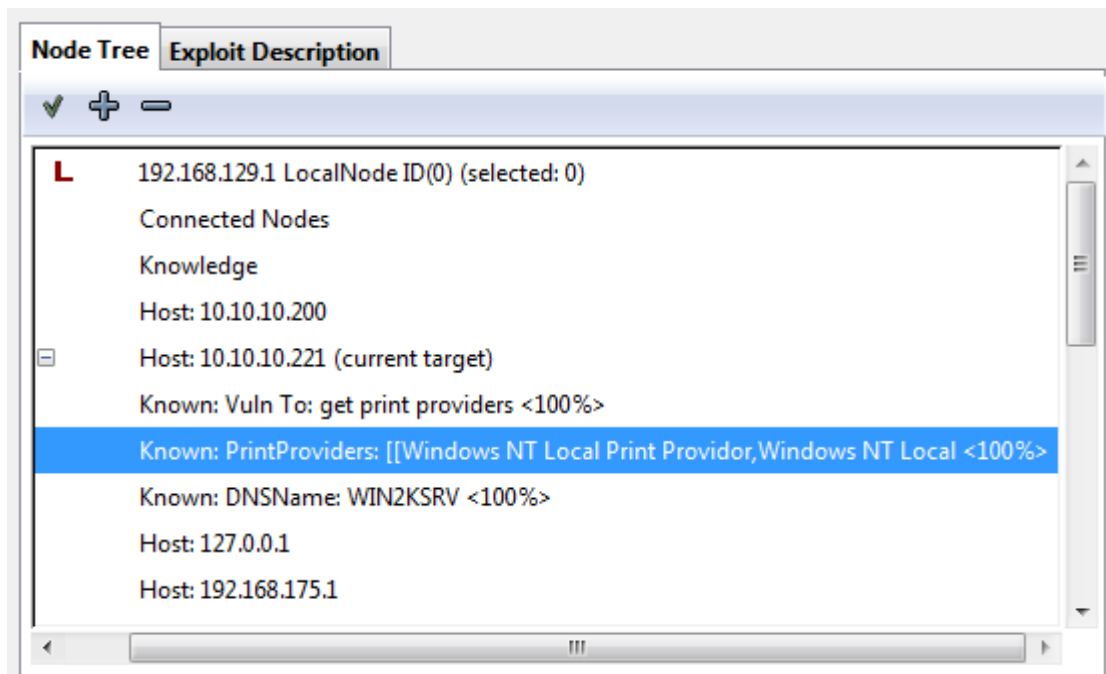 Node Tree Exploit Description
L 192.168.129.1 LocalNode ID(0) (selected: 0)
Connected Nodes
Knowledge
Host: 10.10.10.200
Host: 10.10.10.221 (current target)
Known: Vuln To: get print providers <100%>
Known: PrintProviders: [[Windows NT Local Print Providor,Windows NT Local <100%>
Known: DNSName: WIN2KSRV <100%>
Host: 127.0.0.1
Host: 192.168.175.1